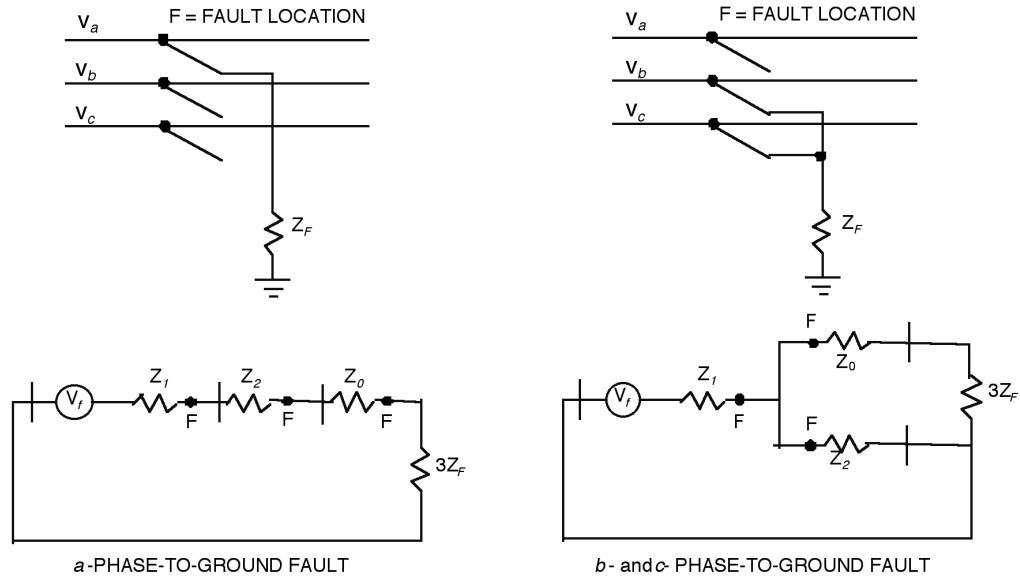 F = FAULT LOCATION
Va
Vb
Vc
ZF
F = FAULT LOCATION
Va
Vb
Vc
ZF
Vf
Z1
F
Z2
F
Z0
F
3ZF
a-PHASE-TO-GROUND FAULT
Vf
Z1
F
F
Z0
F
Z2
3ZF
b- and c- PHASE-TO-GROUND FAULT